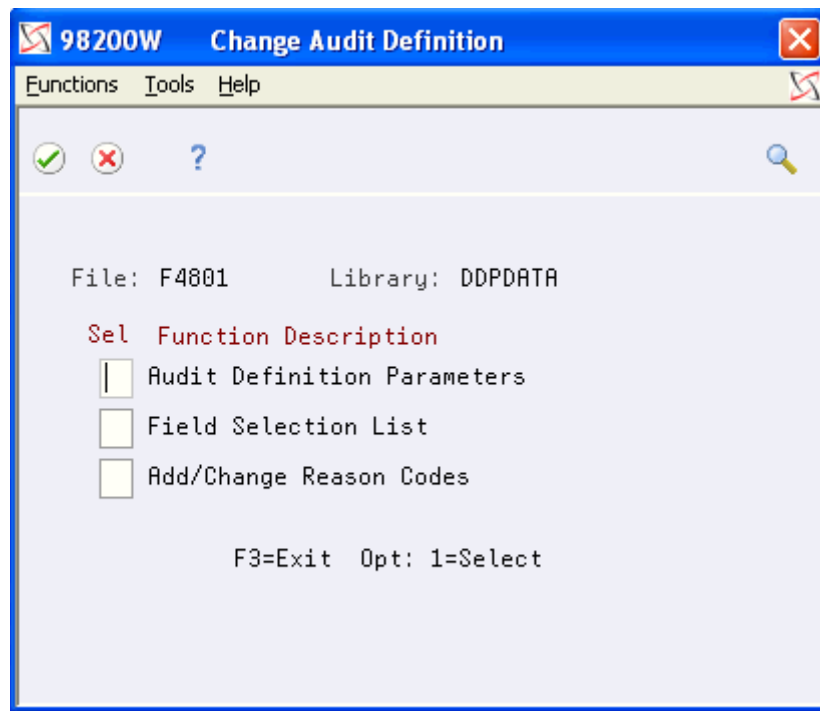 98200W Change Audit Definition
Functions Tools Help
?
File: F4801 Library: DDPDATA
Sel Function Description
Audit Definition Parameters
Field Selection List
Add/Change Reason Codes
F3=Exit Opt: 1=Select